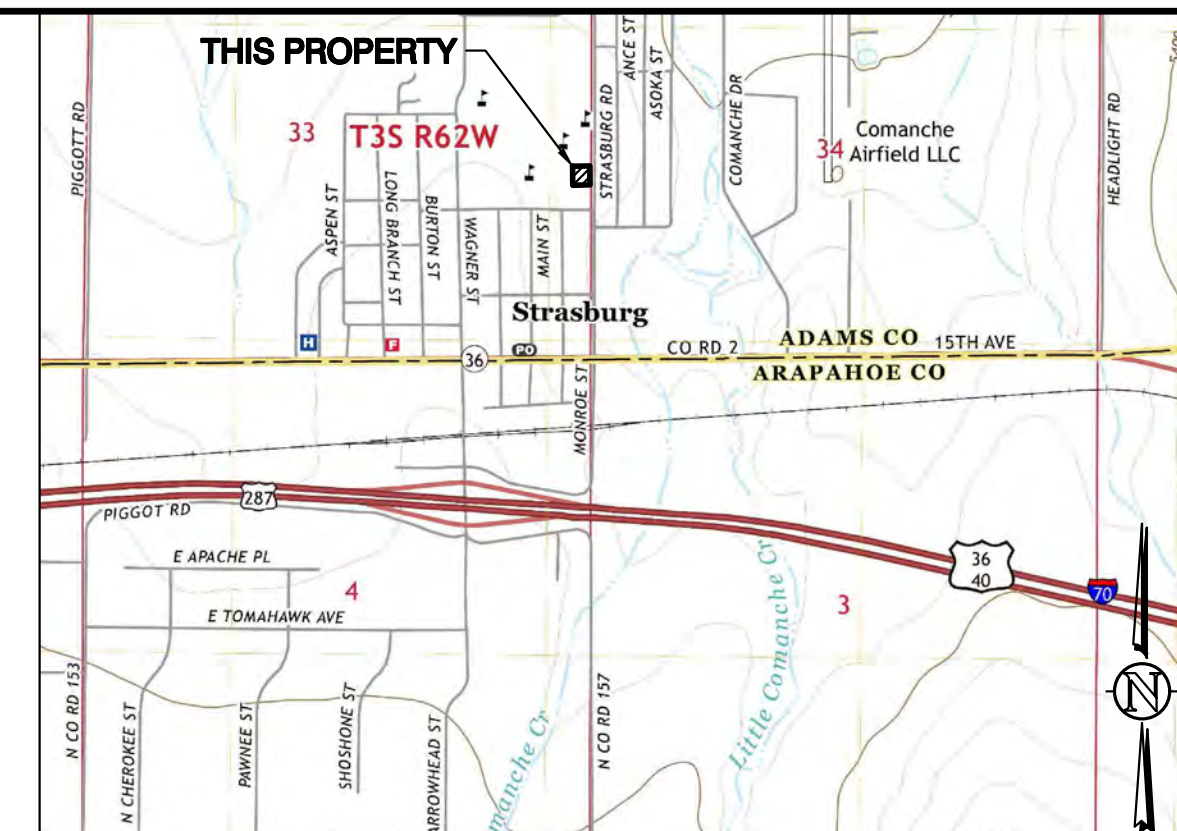 THIS PROPERTY
PIGGOTT RD
33
T3S R62W
ASPEN ST
LONG BRANCH ST
BURTON ST
WAGNER ST
MAIN ST
STRASBURG RD
ANCE ST
ASOKA ST
COMANCHE DR
34
Comanche
Airfield LLC
HEADLIGHT RD
Strasburg
H
F
36
PO
CO RD 2
ADAMS CO
15TH AVE
ARAPAHOE CO
MONROE ST
287
PIGGOT RD
E APACHE PL
4
E TOMAHAWK AVE
36
40
70
3
N CO RD 153
N CHEROKEE ST
PAWNEE ST
SHOSHONE ST
ARROWHEAD ST
manche Cr
N CO RD 157
Little Comanche Cr
N